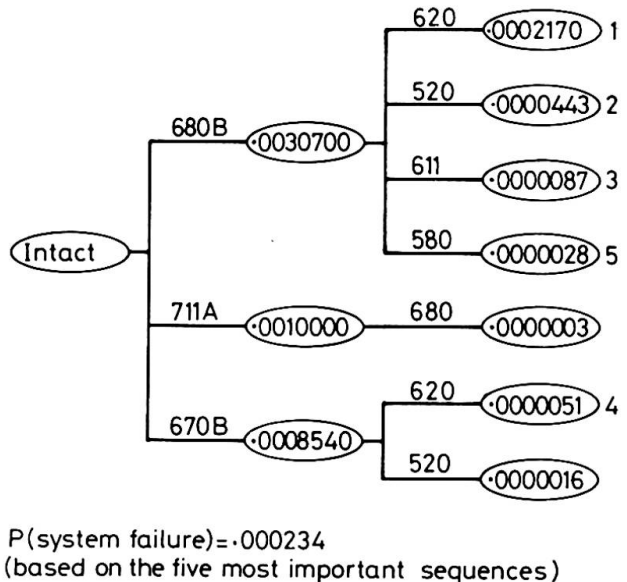 620 ·0002170 1
520 ·0000443 2
680B ·0030700
611 ·0000087 3
Intact
580 ·0000028 5
711A ·0010000 680 ·0000003
620 ·0000051 4
670B ·0008540
520 ·0000016
P(system failure)=·000234
(based on the five most important sequences)